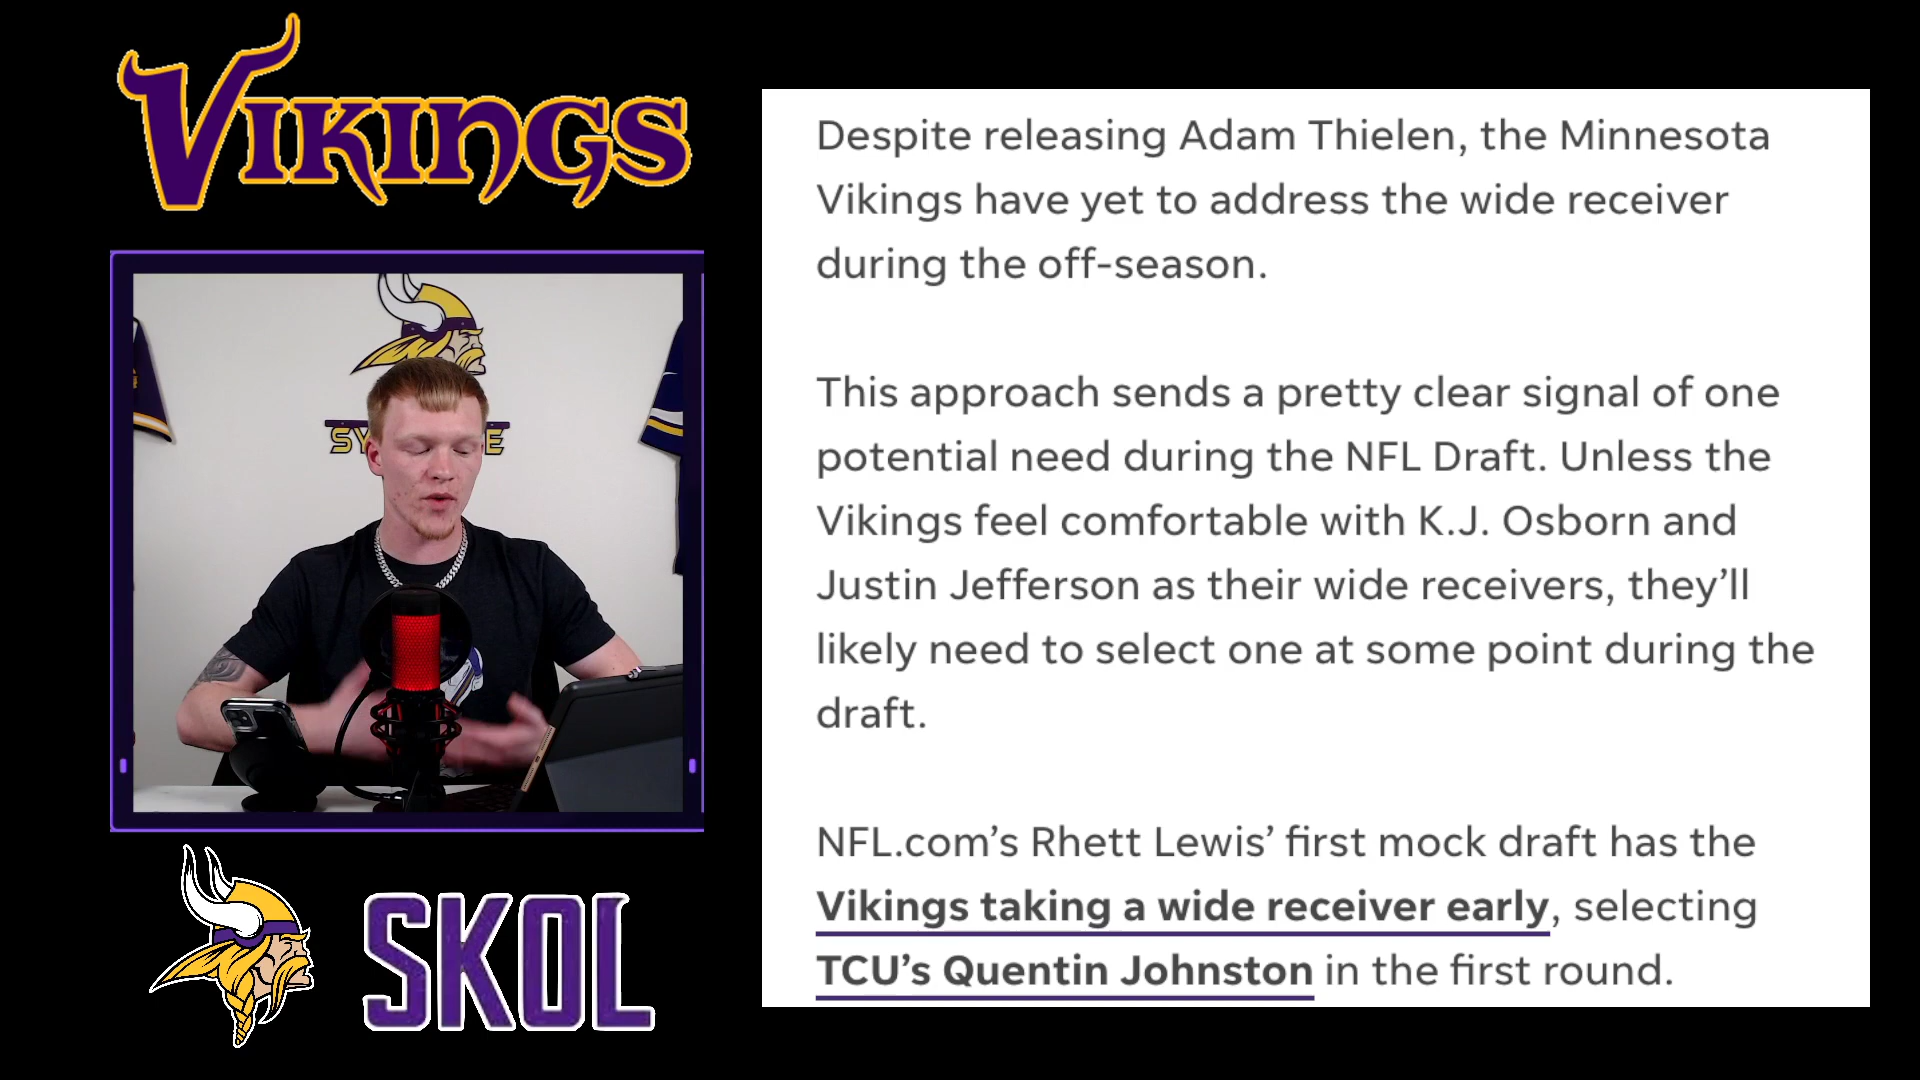 VIKINGS
SY E
SKOL
Despite releasing Adam Thielen, the Minnesota
Vikings have yet to address the wide receiver
during the off-season.
This approach sends a pretty clear signal of one
potential need during the NFL Draft. Unless the
Vikings feel comfortable with K.J. Osborn and
Justin Jefferson as their wide receivers, they’ll
likely need to select one at some point during the
draft.
NFL.com’s Rhett Lewis’ first mock draft has the
Vikings taking a wide receiver early, selecting
TCU’s Quentin Johnston in the first round.